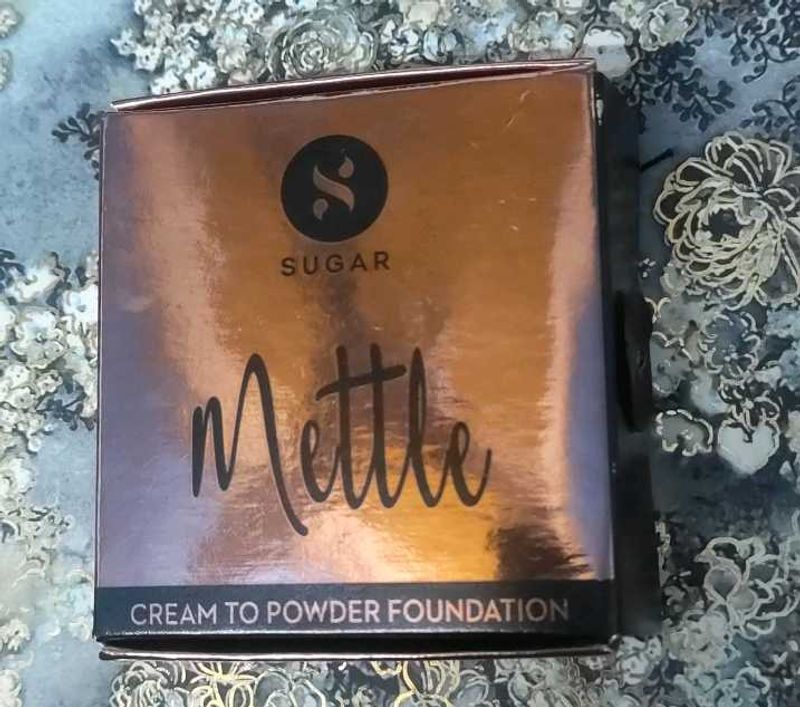 SUGAR
Mettle
CREAM TO POWDER FOUNDATION